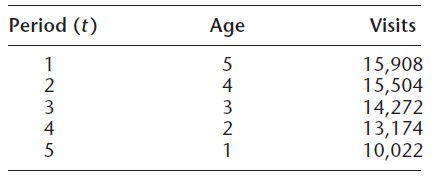 Period (t) Age Visits
1 5 15,908
2 4 15,504
3 3 14,272
4 2 13,174
5 1 10,022